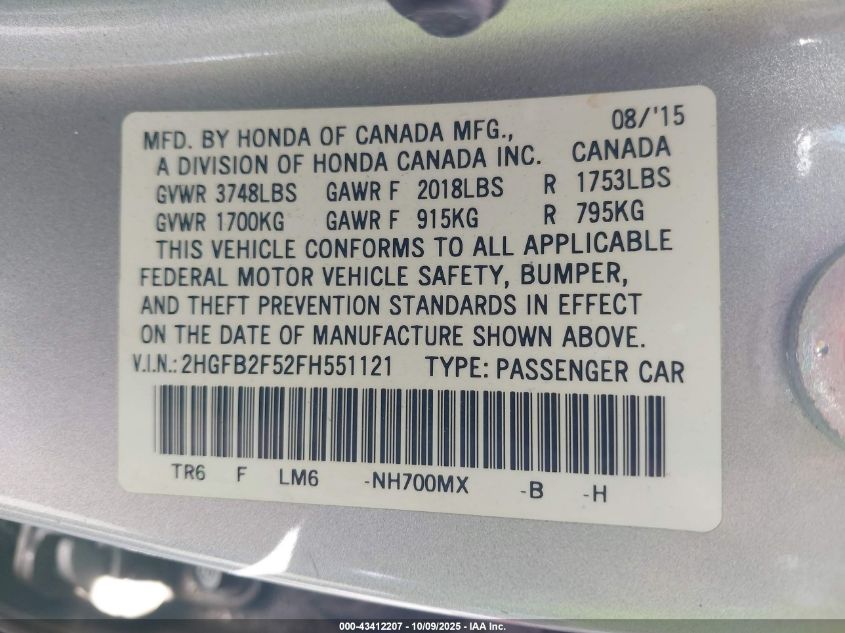 08/'15
MFD. BY HONDA OF CANADA MFG.,
A DIVISION OF HONDA CANADA INC. CANADA
GVWR 3748LBS GAWR F 2018LBS R 1753LBS
GVWR 1700KG GAWR F 915KG R 795KG
THIS VEHICLE CONFORMS TO ALL APPLICABLE
FEDERAL MOTOR VEHICLE SAFETY, BUMPER,
AND THEFT PREVENTION STANDARDS IN EFFECT
ON THE DATE OF MANUFACTURE SHOWN ABOVE.
V.I.N.: 2HGFB2F52FH551121 TYPE: PASSENGER CAR
TR6 F LM6 -NH700MX -B -H
000-43412207 - 10/09/2025 - IAA Inc.